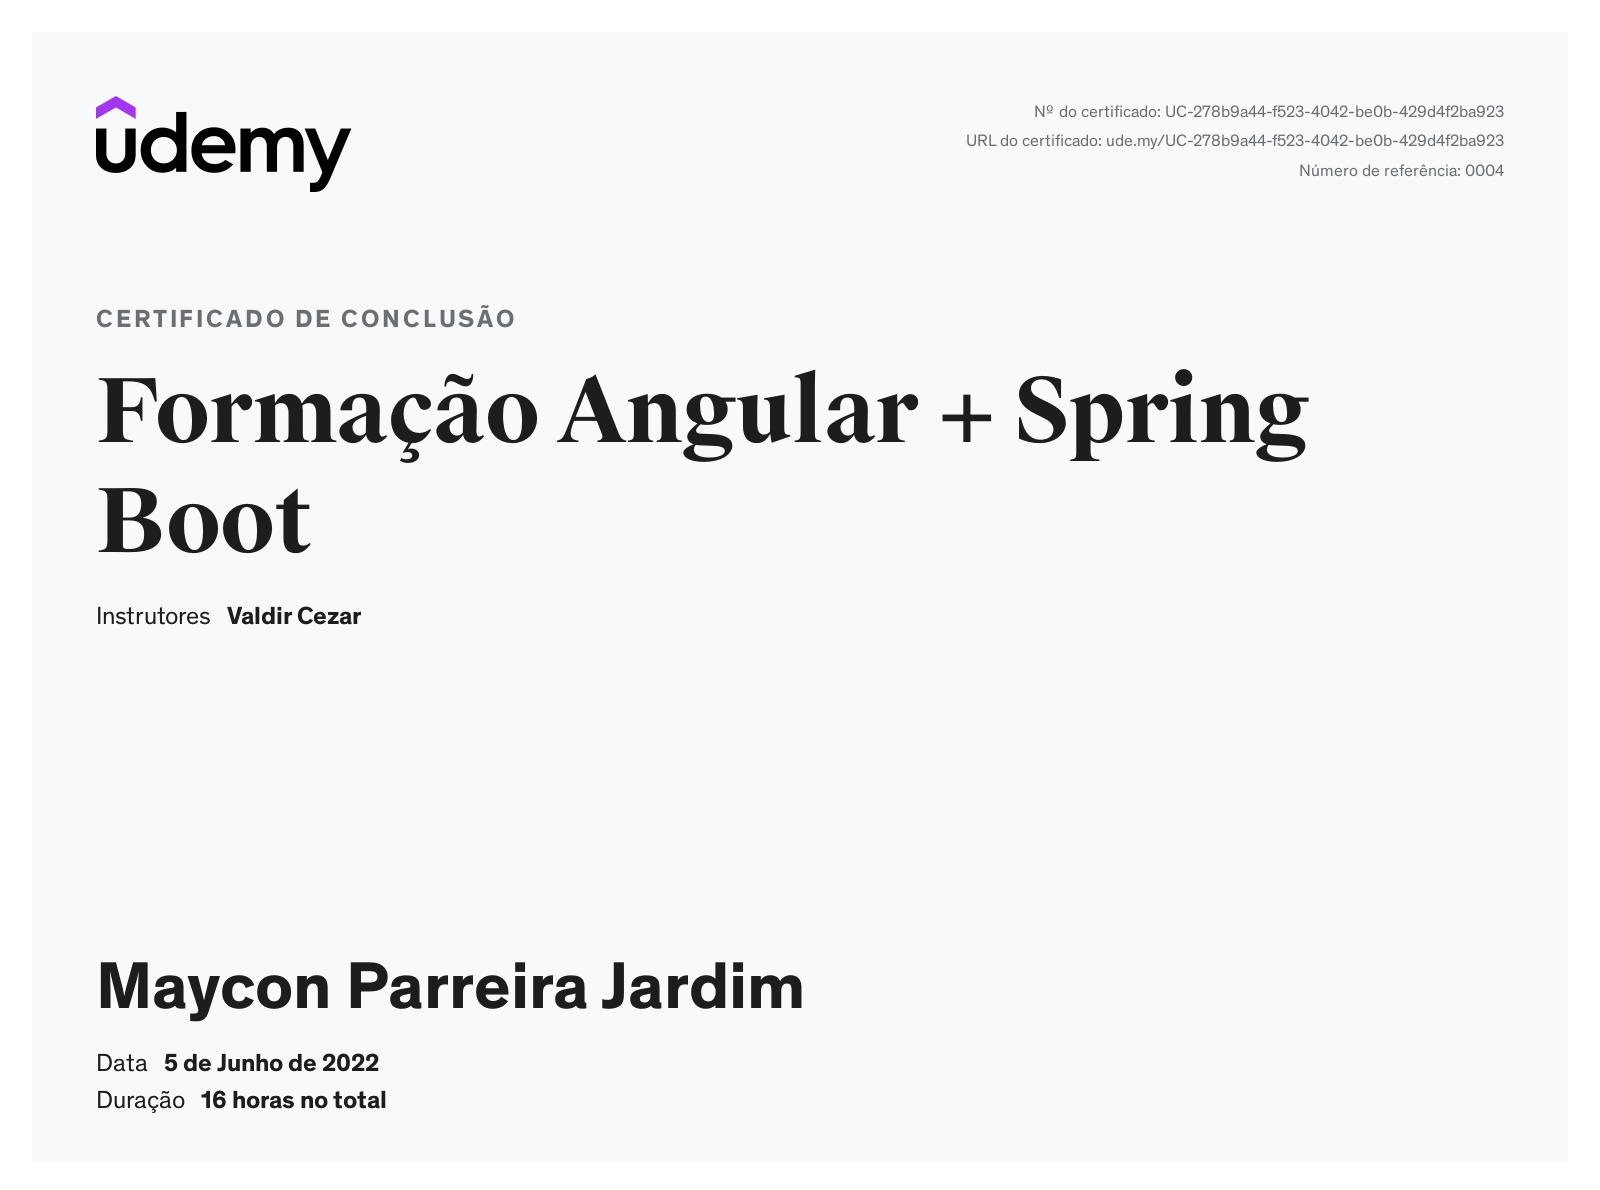 udemy
Nº do certificado: UC-278b9a44-f523-4042-be0b-429d4f2ba923
URL do certificado: ude.my/UC-278b9a44-f523-4042-be0b-429d4f2ba923
Número de referência: 0004
CERTIFICADO DE CONCLUSÃO
Formação Angular + Spring
Boot
Instrutores Valdir Cezar
Maycon Parreira Jardim
Data 5 de Junho de 2022
Duração 16 horas no total